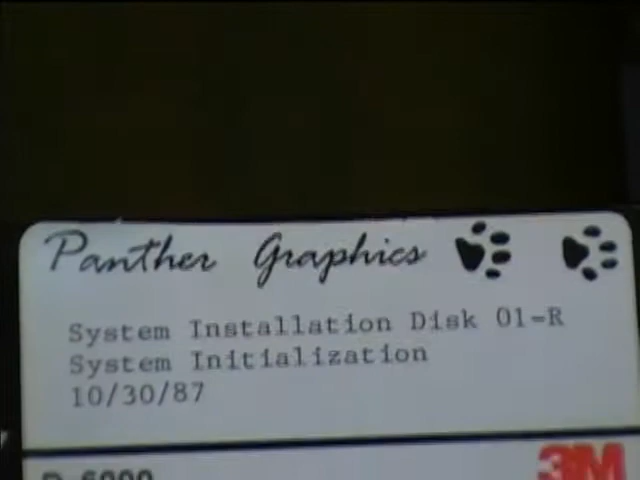 Panther Graphics
System Installation Disk 01-R
System Initialization
10/30/87
3M